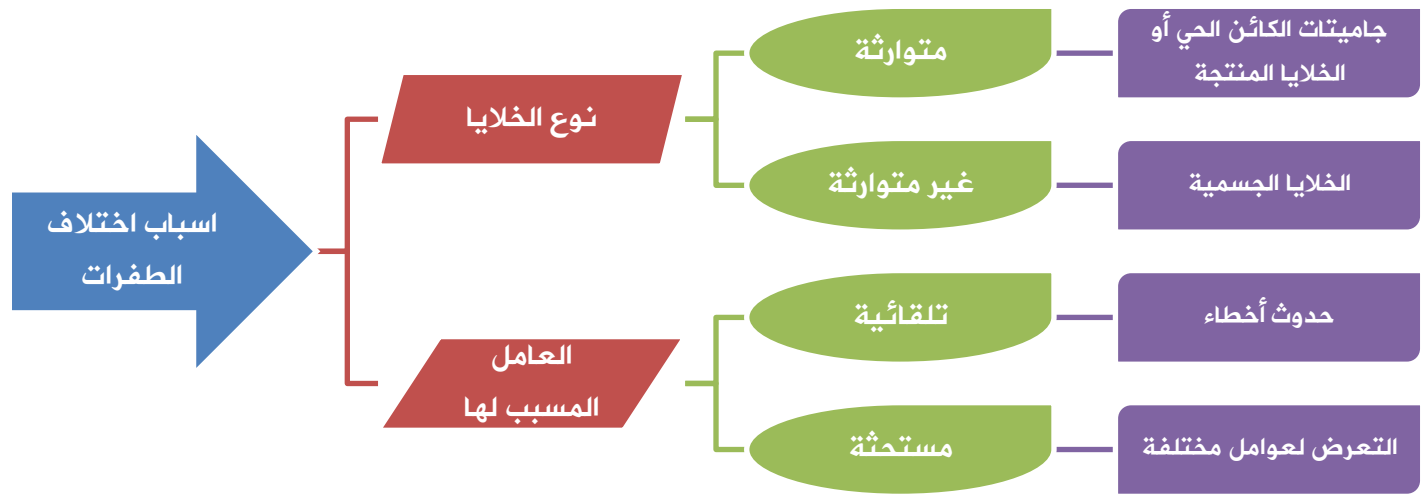 اسباب اختلاف
الطفرات
نوع الخلايا
متوارثة
جاميتات الكائن الحي أو
الخلايا المنتجة
غير متوارثة
الخلايا الجسمية
العامل
المسبب لها
تلقائية
حدوث أخطاء
مستحثة
التعرض لعوامل مختلفة